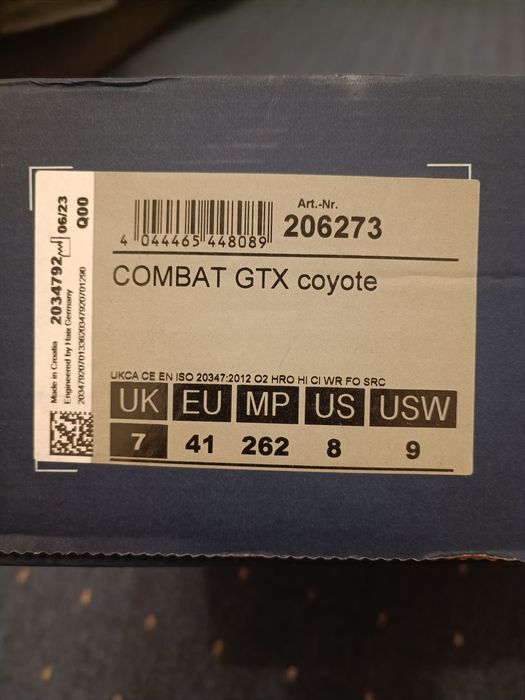 Art.-Nr.
206273
4 044465 448089
COMBAT GTX coyote
UKCA CE EN ISO 20347:2012 O2 HRO HI CI WR FO SRC
UK EU MP US USW
7 41 262 8 9
Made in Croatia 2034792 06/23
Engineered by Haix Germany Q00